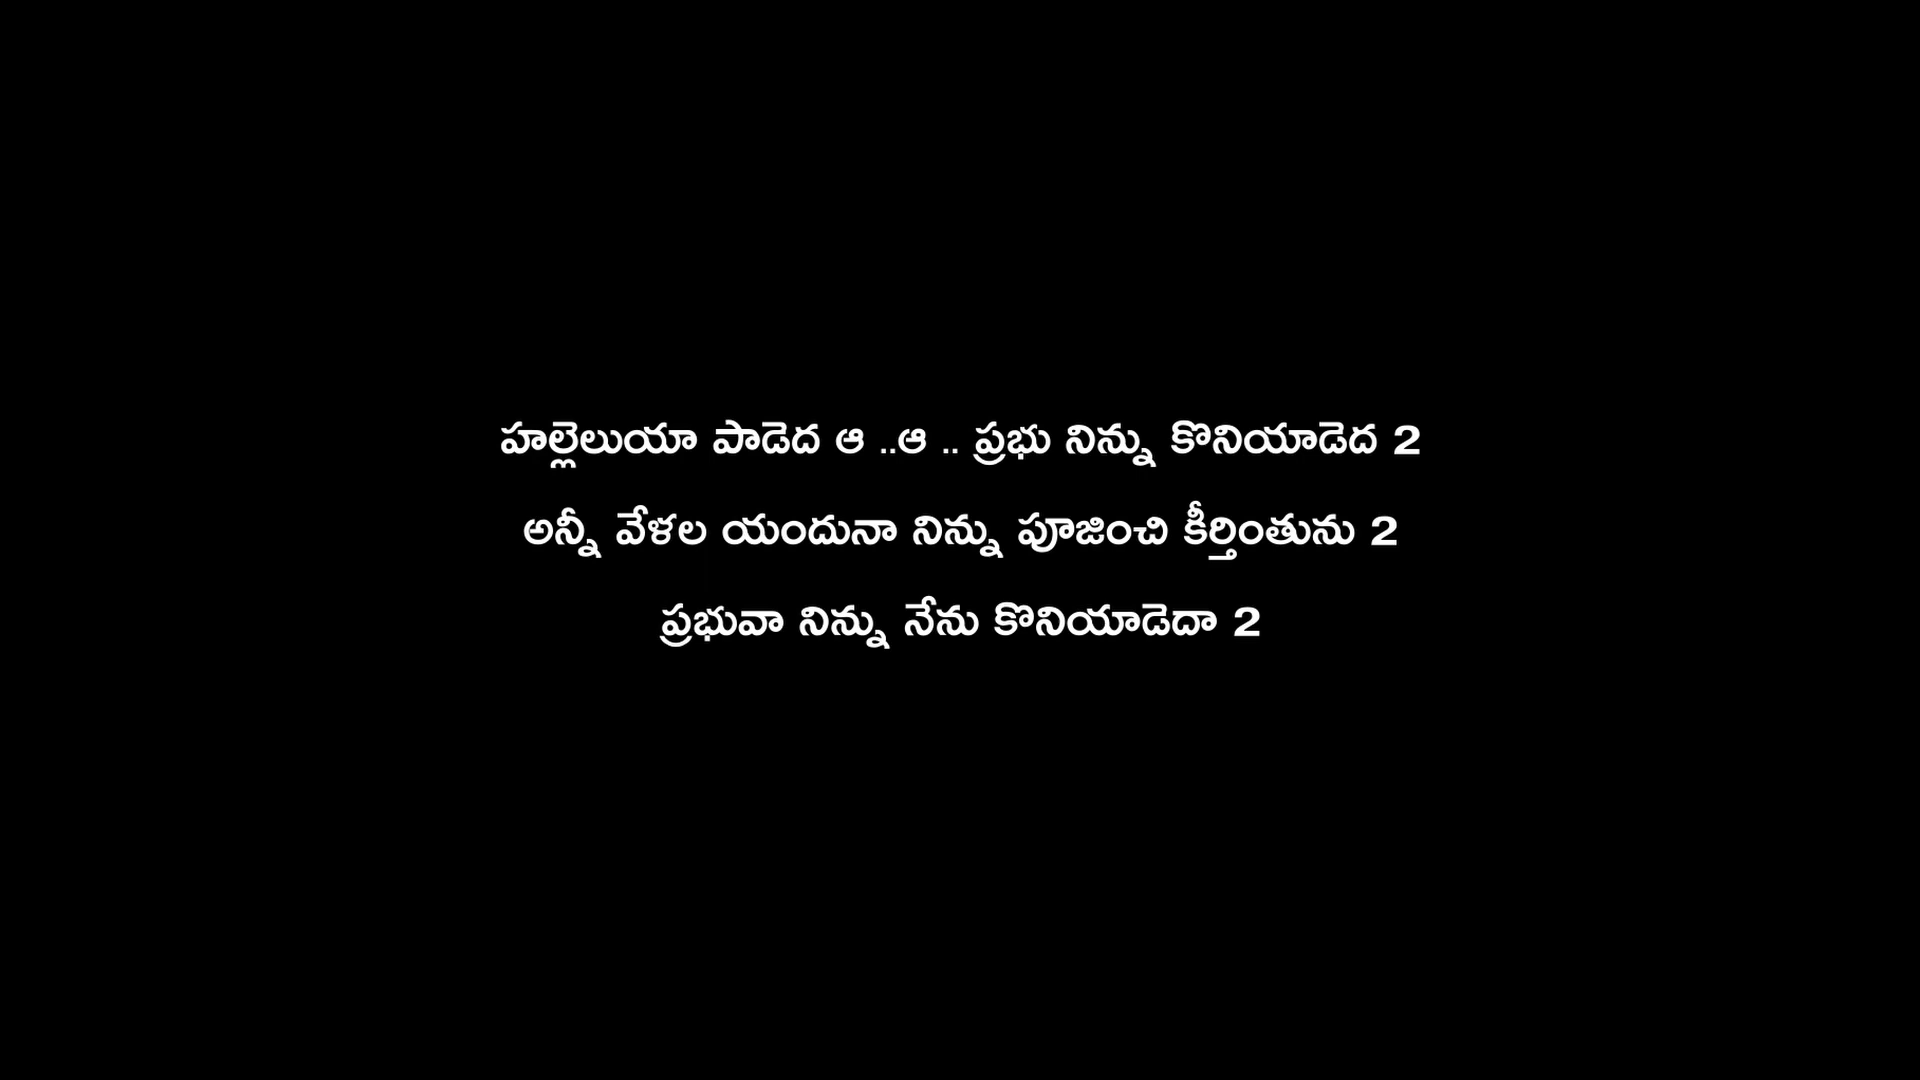 హల్లెలుయా పాడెద ఆ ..ఆ .. ప్రభు నిన్ను కొనియాడెద 2
అన్నీ వేళల యందునా నిన్ను పూజించి కీర్తింతును 2
ప్రభువా నిన్ను నేను కొనియాడెదా 2